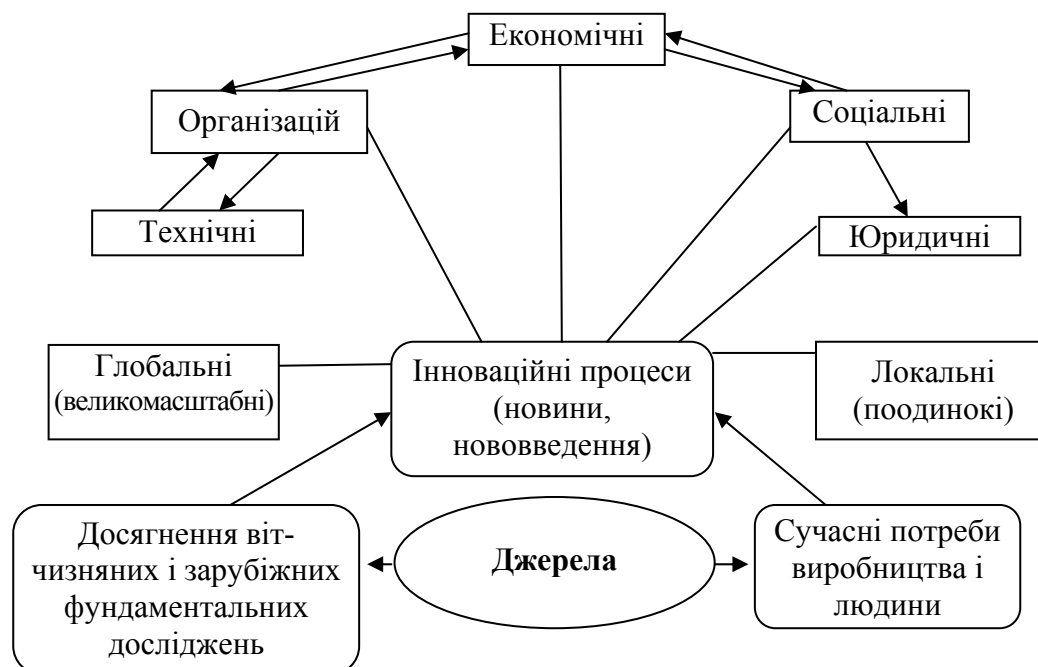 Економічні
Організацій
Соціальні
Технічні
Юридичні
Глобальні
(великомасштабні)
Інноваційні процеси
(новини,
нововведення)
Локальні
(поодинокі)
Досягнення віт-
чизняних і зарубіжних
фундаментальних
досліджень
Джерела
Сучасні потреби
виробництва і
людини